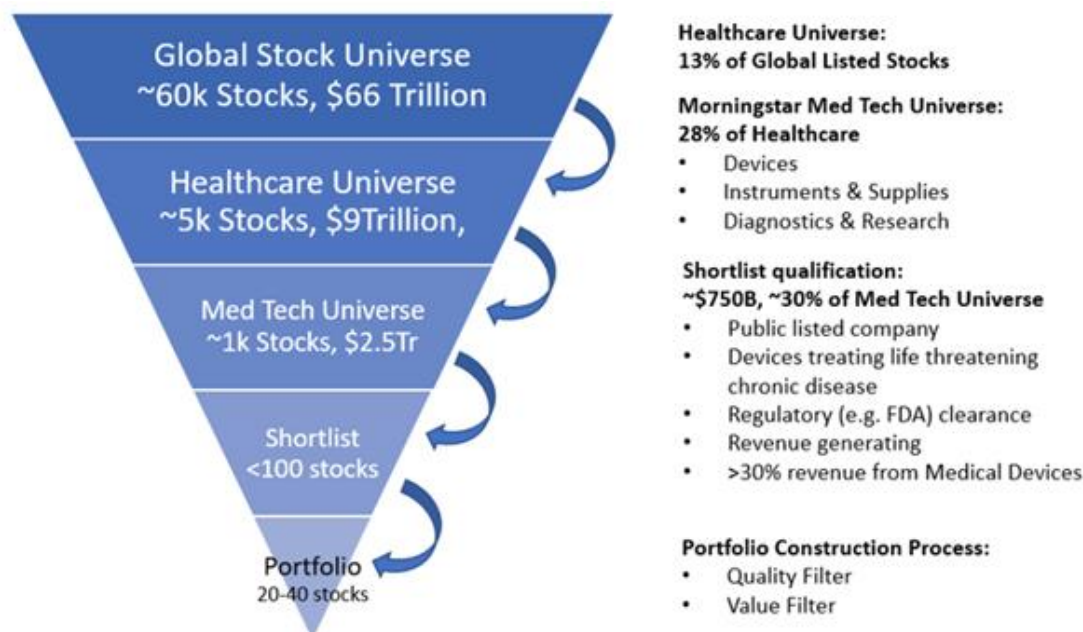 Global Stock Universe
~60k Stocks, $66 Trillion
Healthcare Universe
~5k Stocks, $9Trillion,
Med Tech Universe
~1k Stocks, $2.5Tr
Shortlist
<100 stocks
Portfolio
20-40 stocks
Healthcare Universe:
13% of Global Listed Stocks
Morningstar Med Tech Universe:
28% of Healthcare
• Devices
• Instruments & Supplies
• Diagnostics & Research
Shortlist qualification:
~$750B, ~30% of Med Tech Universe
• Public listed company
• Devices treating life threatening
chronic disease
• Regulatory (e.g. FDA) clearance
• Revenue generating
• >30% revenue from Medical Devices
Portfolio Construction Process:
• Quality Filter
• Value Filter